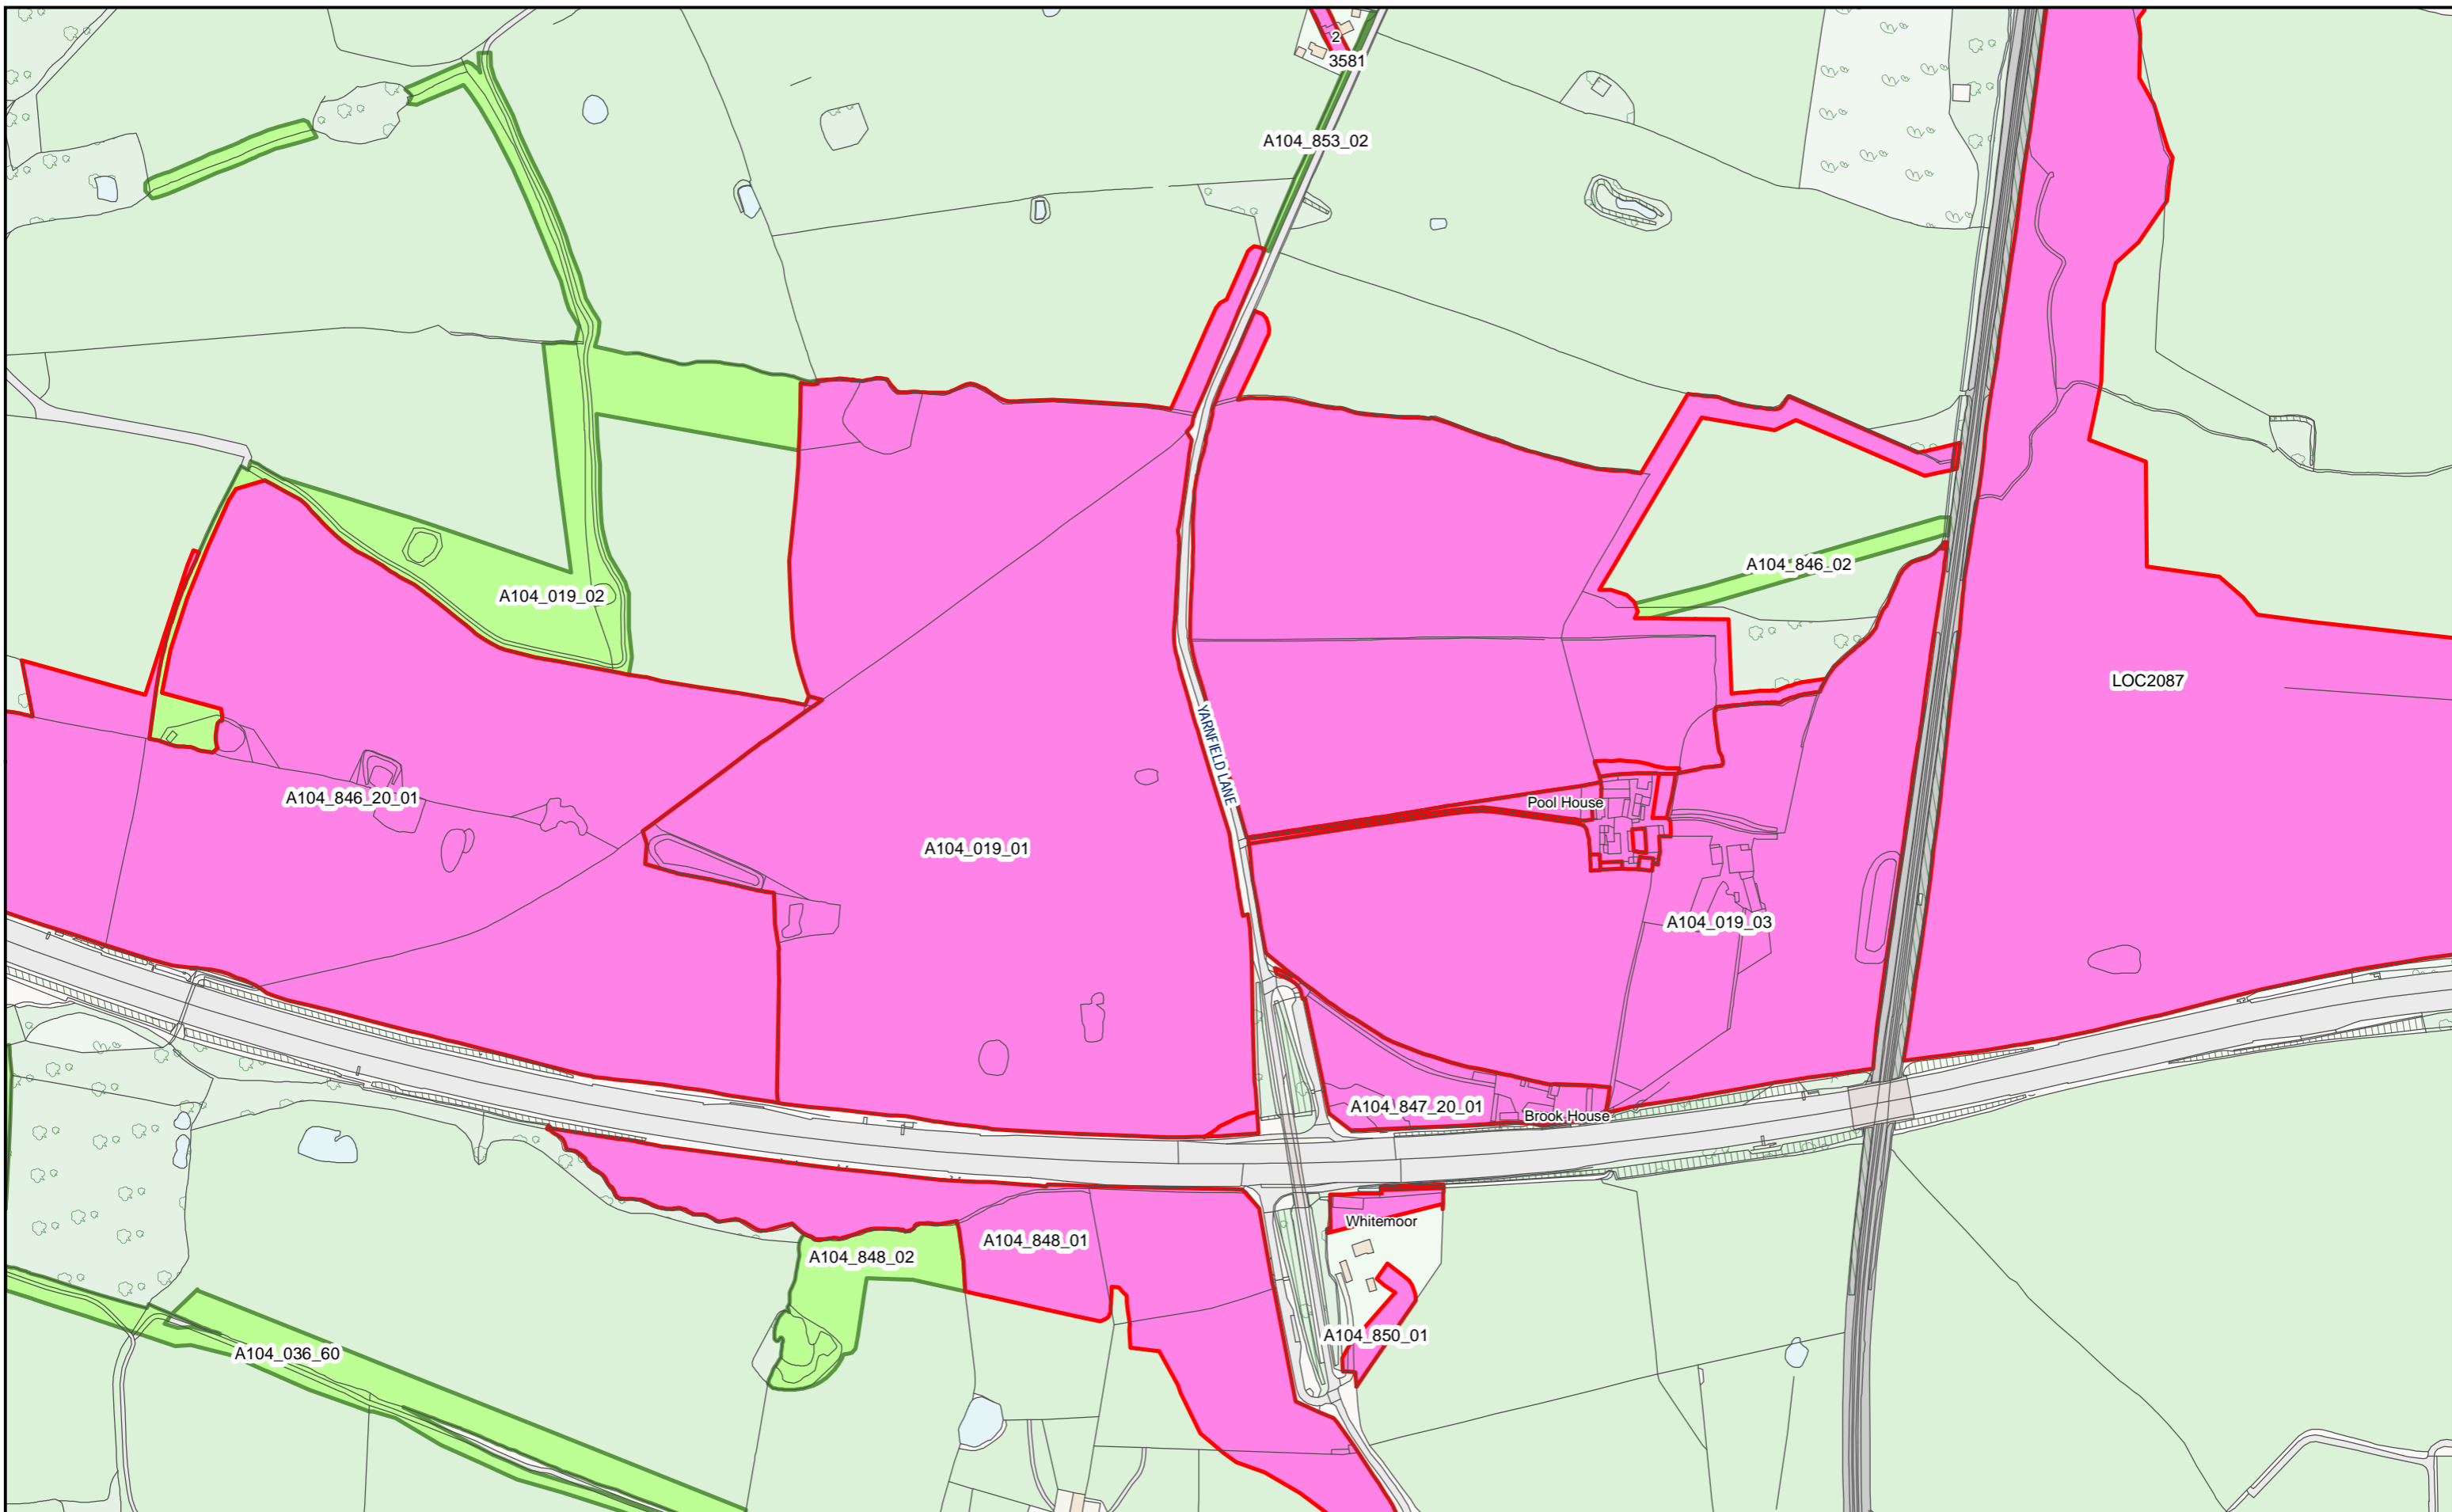 2
3581
A104_853_02
A104_846_02
A104_019_02
LOC2087
YARNFIELD LANE
A104_846_20_01
Pool House
A104_019_01
A104_019_03
A104_847_20_01
Brook House
Whitemoor
A104_848_01
A104_848_02
A104_850_01
A104_036_60